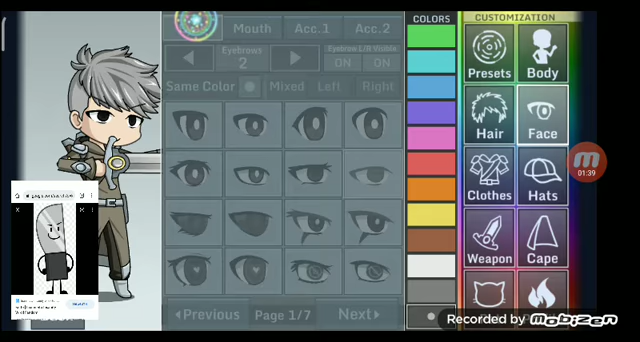 COLORS
CUSTOMIZATION
Mouth
Acc.1
Acc.2
Eyebrows
2
Eyebrow L/R Visible
ON
ON
Same Color
Mixed
Left
Right
Presets
Body
Hair
Face
01:39
Clothes
Hats
Weapon
Cape
Previous
Page 1/7
Next
Recorded by Mobizen